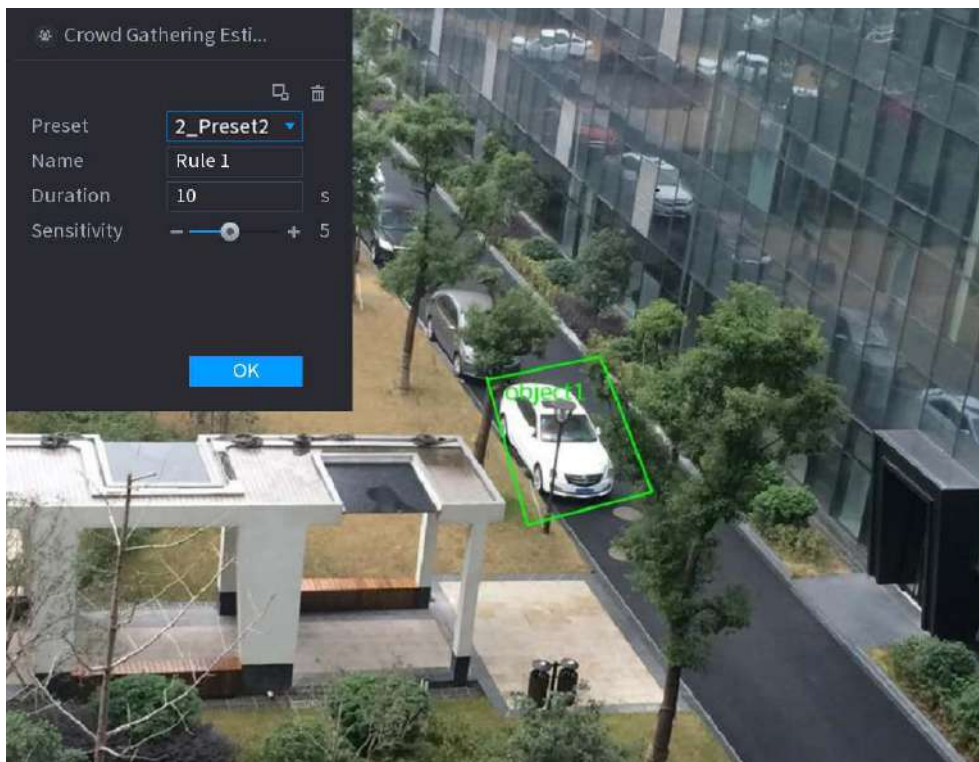 Crowd Gathering Esti...
Preset 2_Preset2
Name Rule 1
Duration 10 s
Sensitivity - + 5
OK
object1